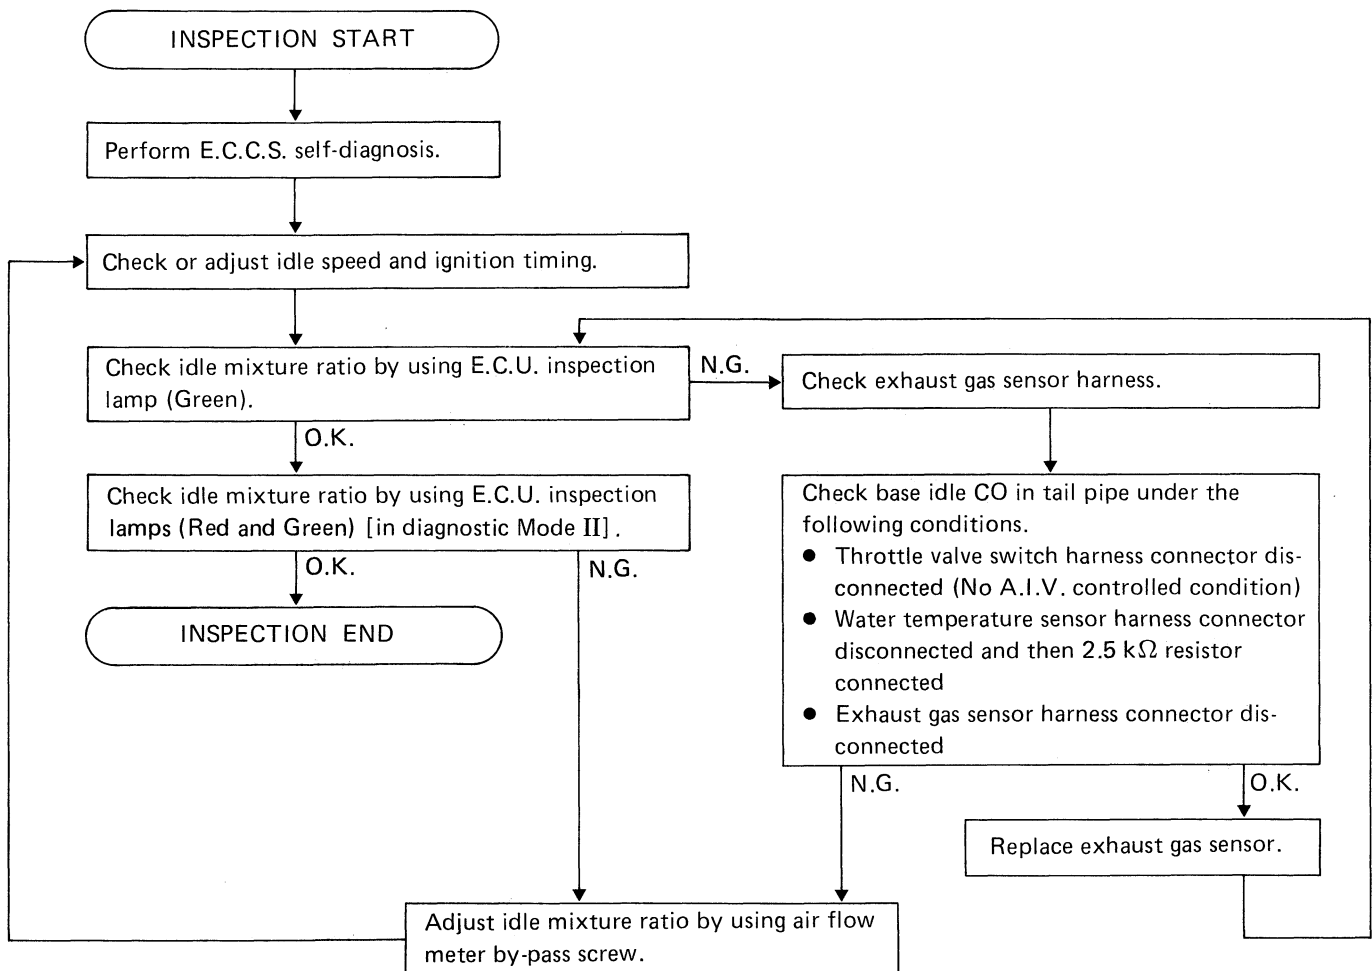 INSPECTION START
Perform E.C.C.S. self-diagnosis.
Check or adjust idle speed and ignition timing.
Check idle mixture ratio by using E.C.U. inspection
lamp (Green).
N.G.
Check exhaust gas sensor harness.
O.K.
Check idle mixture ratio by using E.C.U. inspection
lamps (Red and Green) [in diagnostic Mode II].
O.K.
N.G.
INSPECTION END
Check base idle CO in tail pipe under the
following conditions.
● Throttle valve switch harness connector dis-
connected (No A.I.V. controlled condition)
● Water temperature sensor harness connector
disconnected and then 2.5 kΩ resistor
connected
● Exhaust gas sensor harness connector dis-
connected
N.G.
O.K.
Replace exhaust gas sensor.
Adjust idle mixture ratio by using air flow
meter by-pass screw.